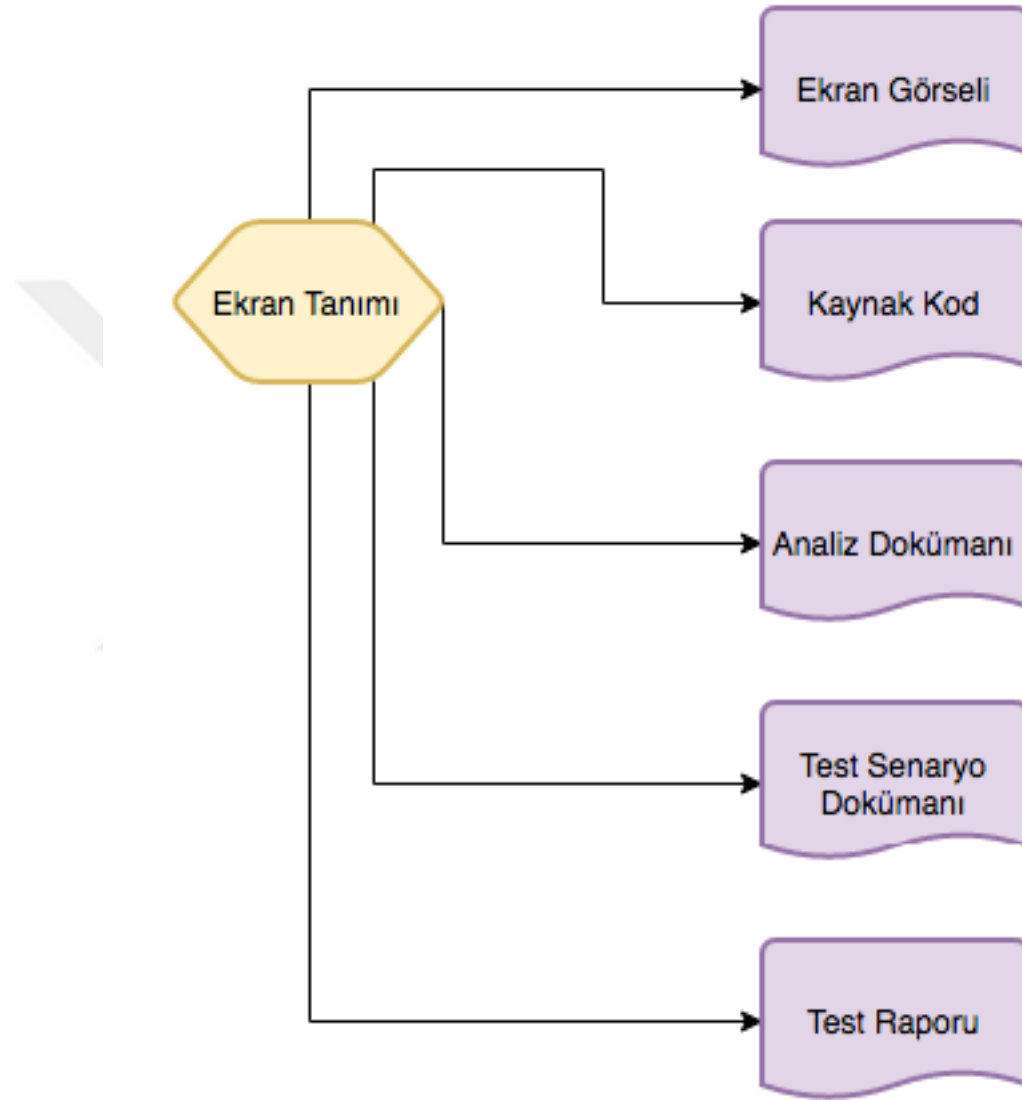 Ekran Görseli
Ekran Tanımı
Kaynak Kod
Analiz Dokümanı
Test Senaryo
Dokümanı
Test Raporu